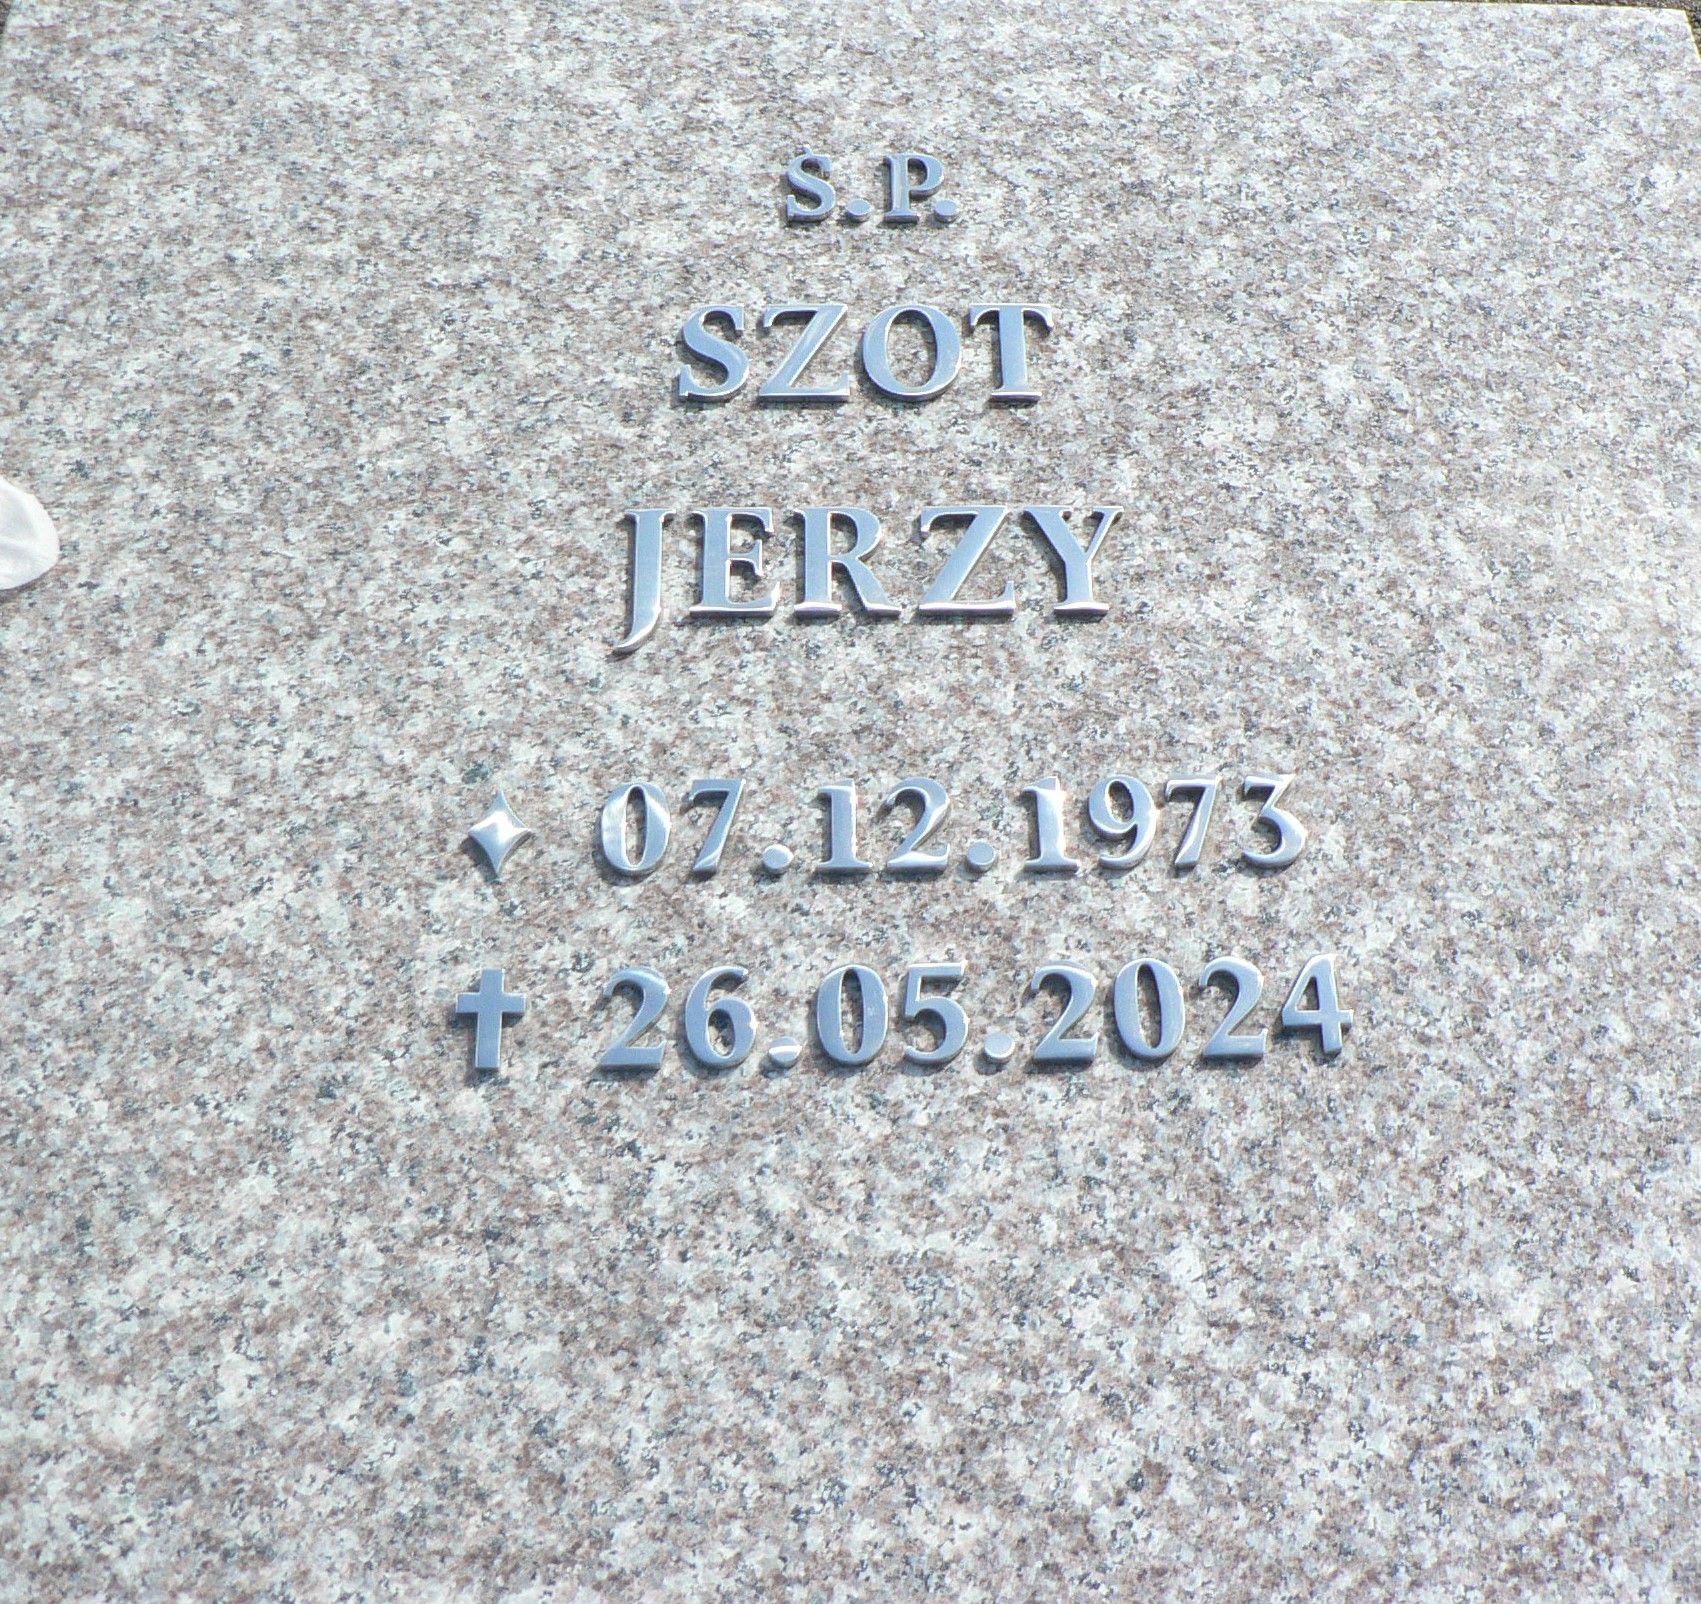 Ś.P.
SZOT
JERZY
✦ 07.12.1973
✝ 26.05.2024